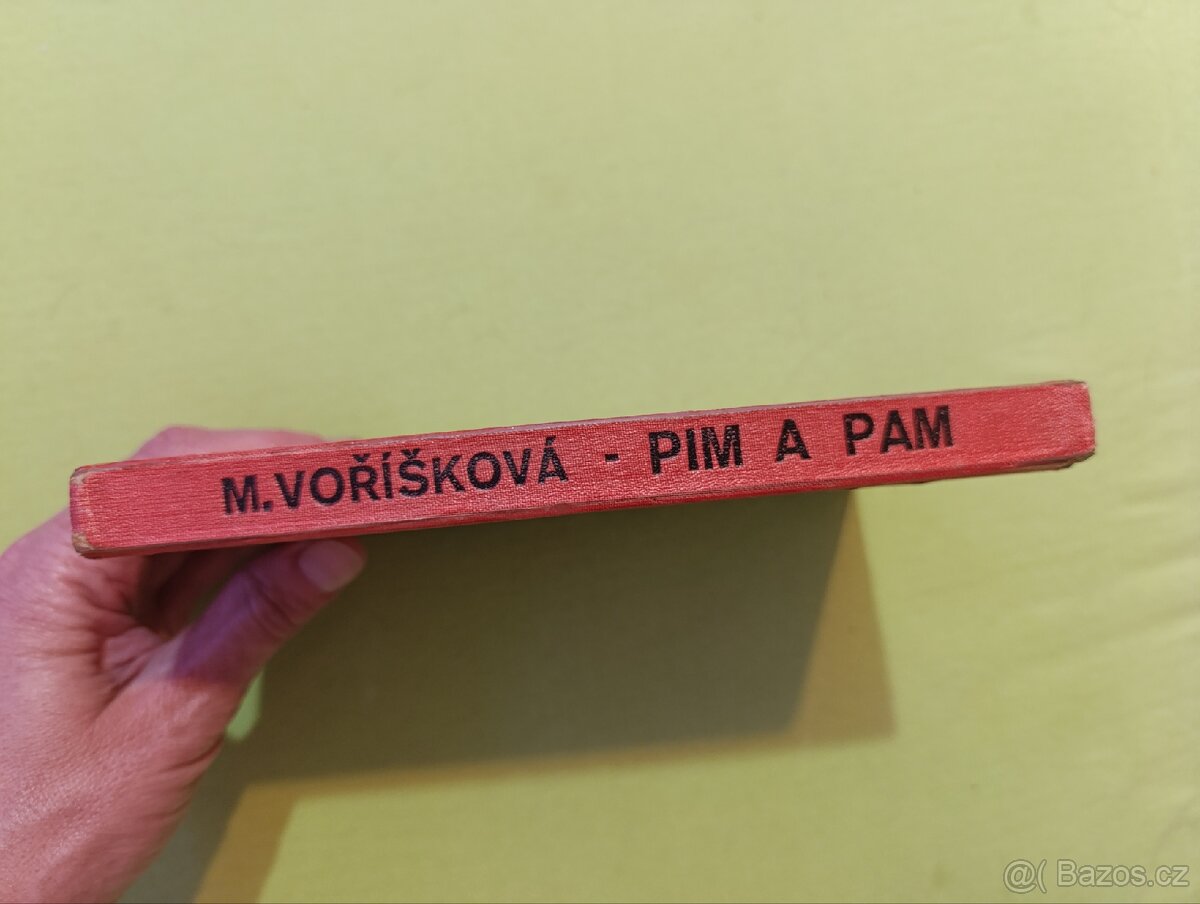 M.VOŘÍŠKOVÁ - PIM A PAM
@( Bazos.cz